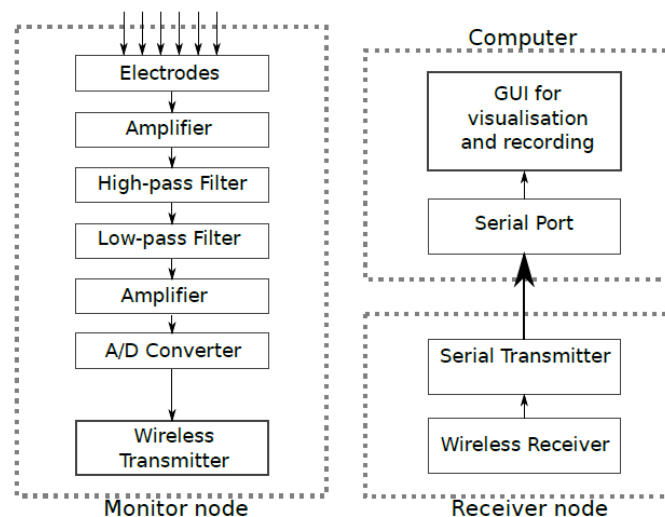 Electrodes
Amplifier
High-pass Filter
Low-pass Filter
Amplifier
A/D Converter
Wireless
Transmitter
Monitor node
Computer
GUI for
visualisation
and recording
Serial Port
Serial Transmitter
Wireless Receiver
Receiver node